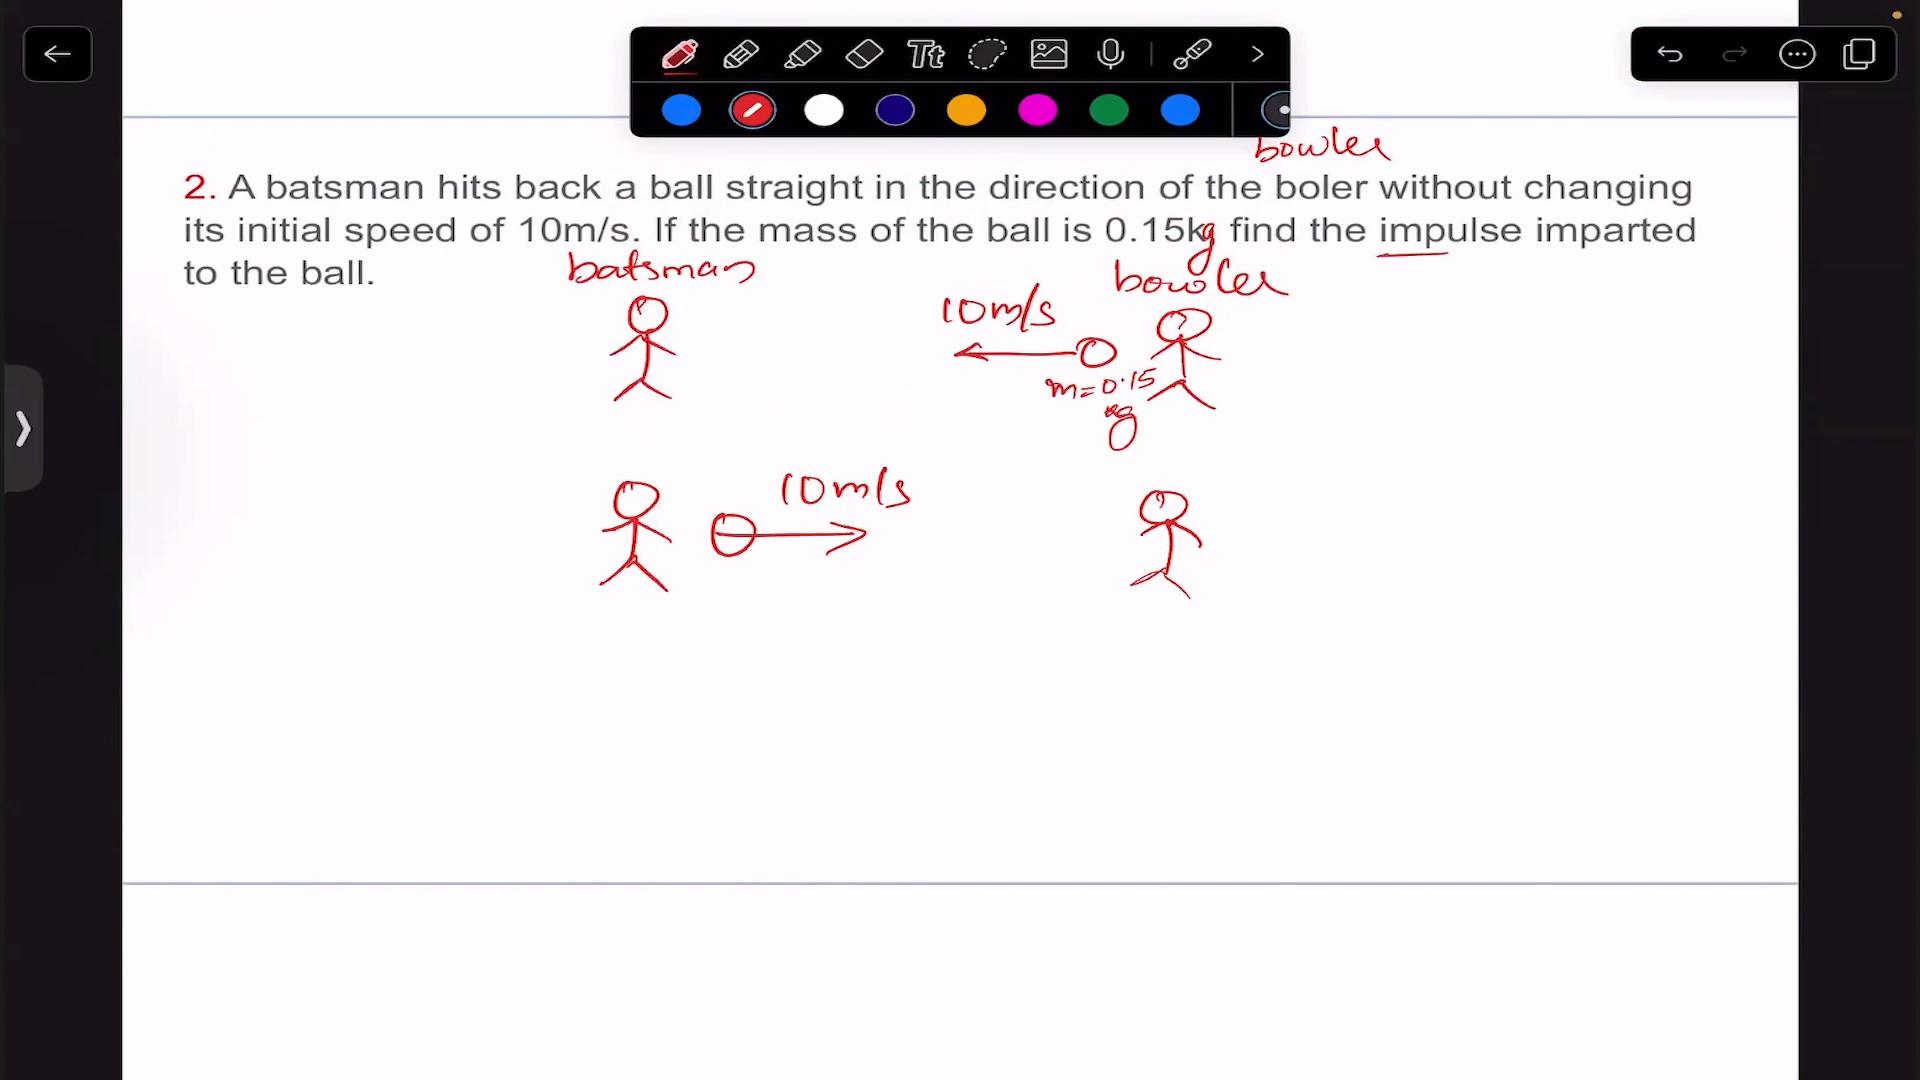 Tt
bowler
2. A batsman hits back a ball straight in the direction of the boler without changing
its initial speed of 10m/s. If the mass of the ball is 0.15kg find the impulse imparted
to the ball.
batsman
bowler
10m/s
m=0.15
kg
10m/s